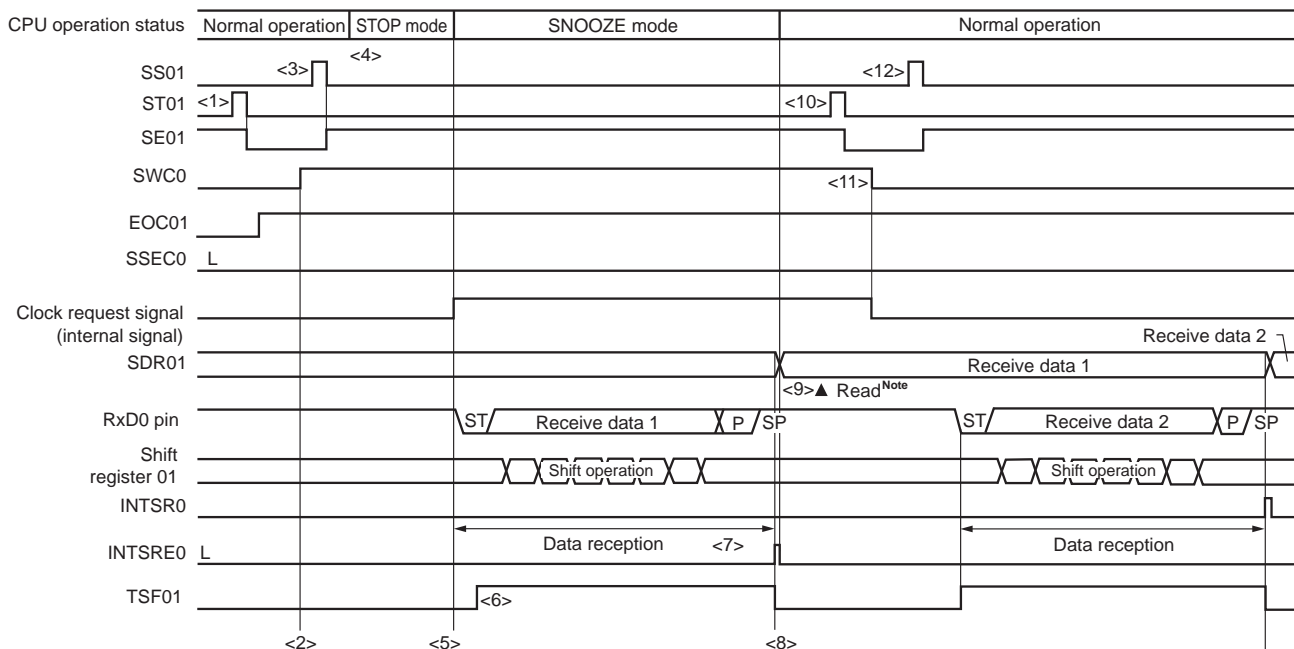 CPU operation status Normal operation STOP mode SNOOZE mode Normal operation
<3> <4> <12>
SS01
<1> <10>
ST01
SE01
SWC0 <11>
EOC01
SSEC0 L
Clock request signal
(internal signal)
Receive data 2
SDR01 Receive data 1
<9>▲ Read Note
RxD0 pin ST Receive data 1 P SP ST Receive data 2 P SP
Shift
register 01 Shift operation Shift operation
INTSR0
Data reception <7> Data reception
INTSRE0 L
TSF01 <6>
<2> <5> <8>